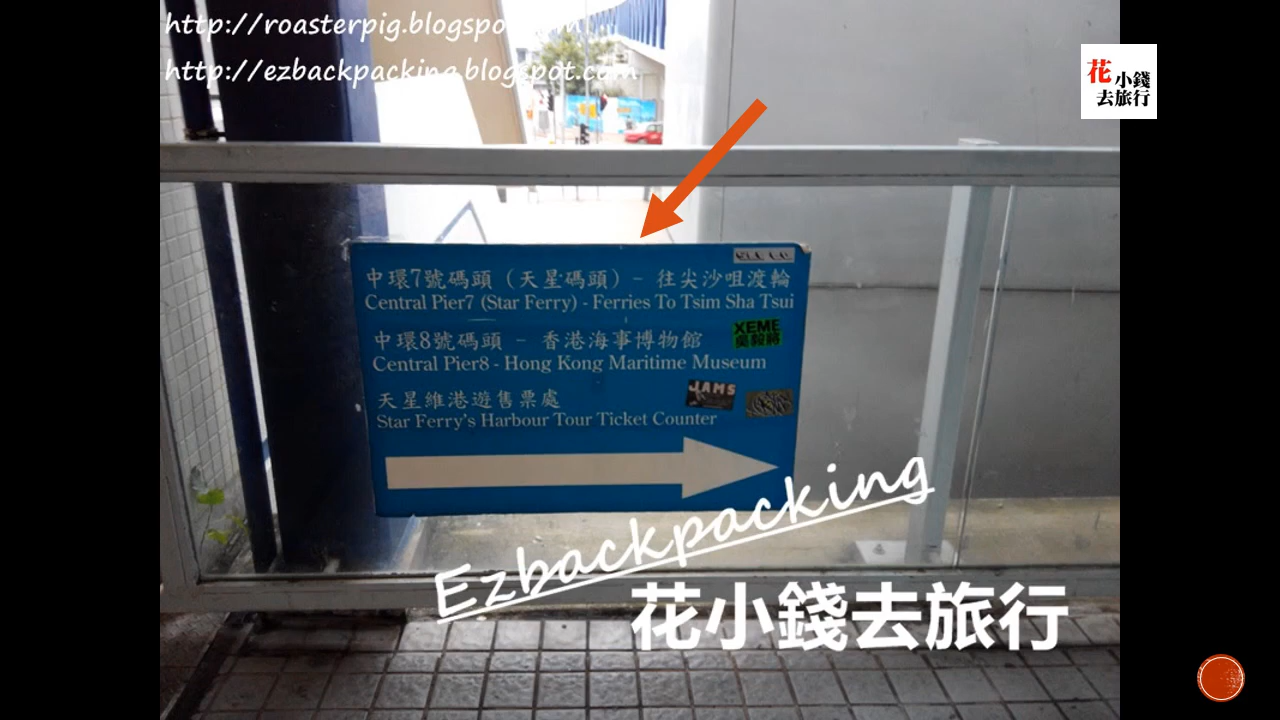 http://roasterpig.blogspo
http://ezbackpacking.blogspot.com
花小錢
去旅行
中環7號碼頭（天星碼頭）- 往尖沙咀渡輪
Central Pier7 (Star Ferry) - Ferries To Tsim Sha Tsui
中環8號碼頭 - 香港海事博物館
Central Pier8 - Hong Kong Maritime Museum
XEME
天星維港遊售票處
Star Ferry's Harbour Tour Ticket Counter
JAMS
Ezbackpacking
花小錢去旅行